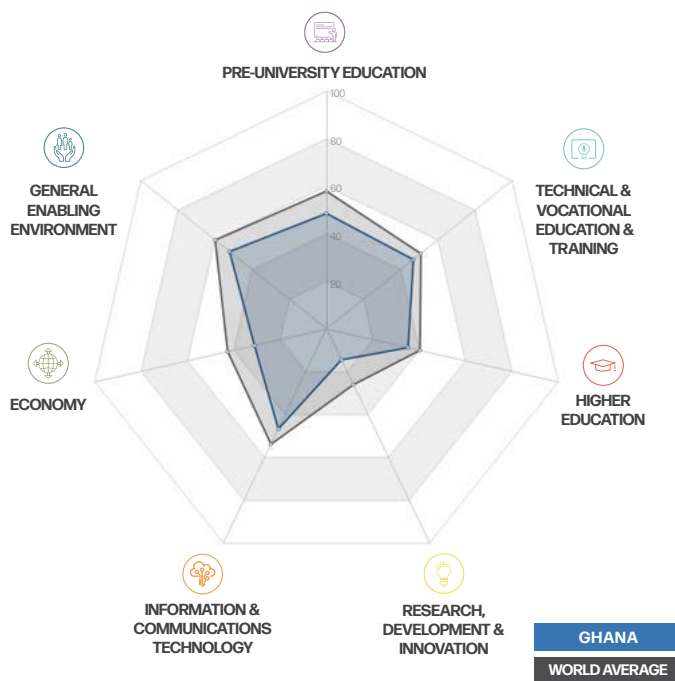 PRE-UNIVERSITY EDUCATION
100
80
60
40
20
GENERAL
ENABLING
ENVIRONMENT
TECHNICAL &
VOCATIONAL
EDUCATION &
TRAINING
ECONOMY
HIGHER
EDUCATION
INFORMATION &
COMMUNICATIONS
TECHNOLOGY
RESEARCH,
DEVELOPMENT &
INNOVATION
GHANA
WORLD AVERAGE